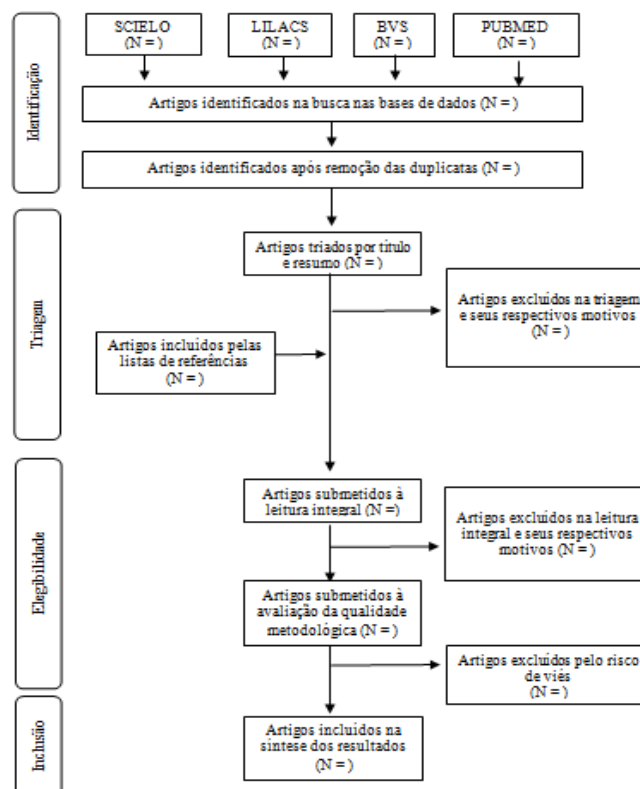 Identificação
SCIELO
(N = )
LILACS
(N = )
BVS
(N = )
PUBMED
(N = )
Artigos identificados na busca nas bases de dados (N = )
Artigos identificados após remoção das duplicatas (N = )
Triagem
Artigos triados por título
e resumo (N = )
Artigos excluídos na triagem
e seus respectivos motivos
(N = )
Artigos incluídos pelas
listas de referências
(N = )
Elegibilidade
Artigos submetidos à
leitura integral (N =)
Artigos excluídos na leitura
integral e seus respectivos
motivos (N = )
Artigos submetidos à
avaliação da qualidade
metodológica (N = )
Artigos excluídos pelo risco
de viés
(N = )
Inclusão
Artigos incluídos na
síntese dos resultados
(N = )